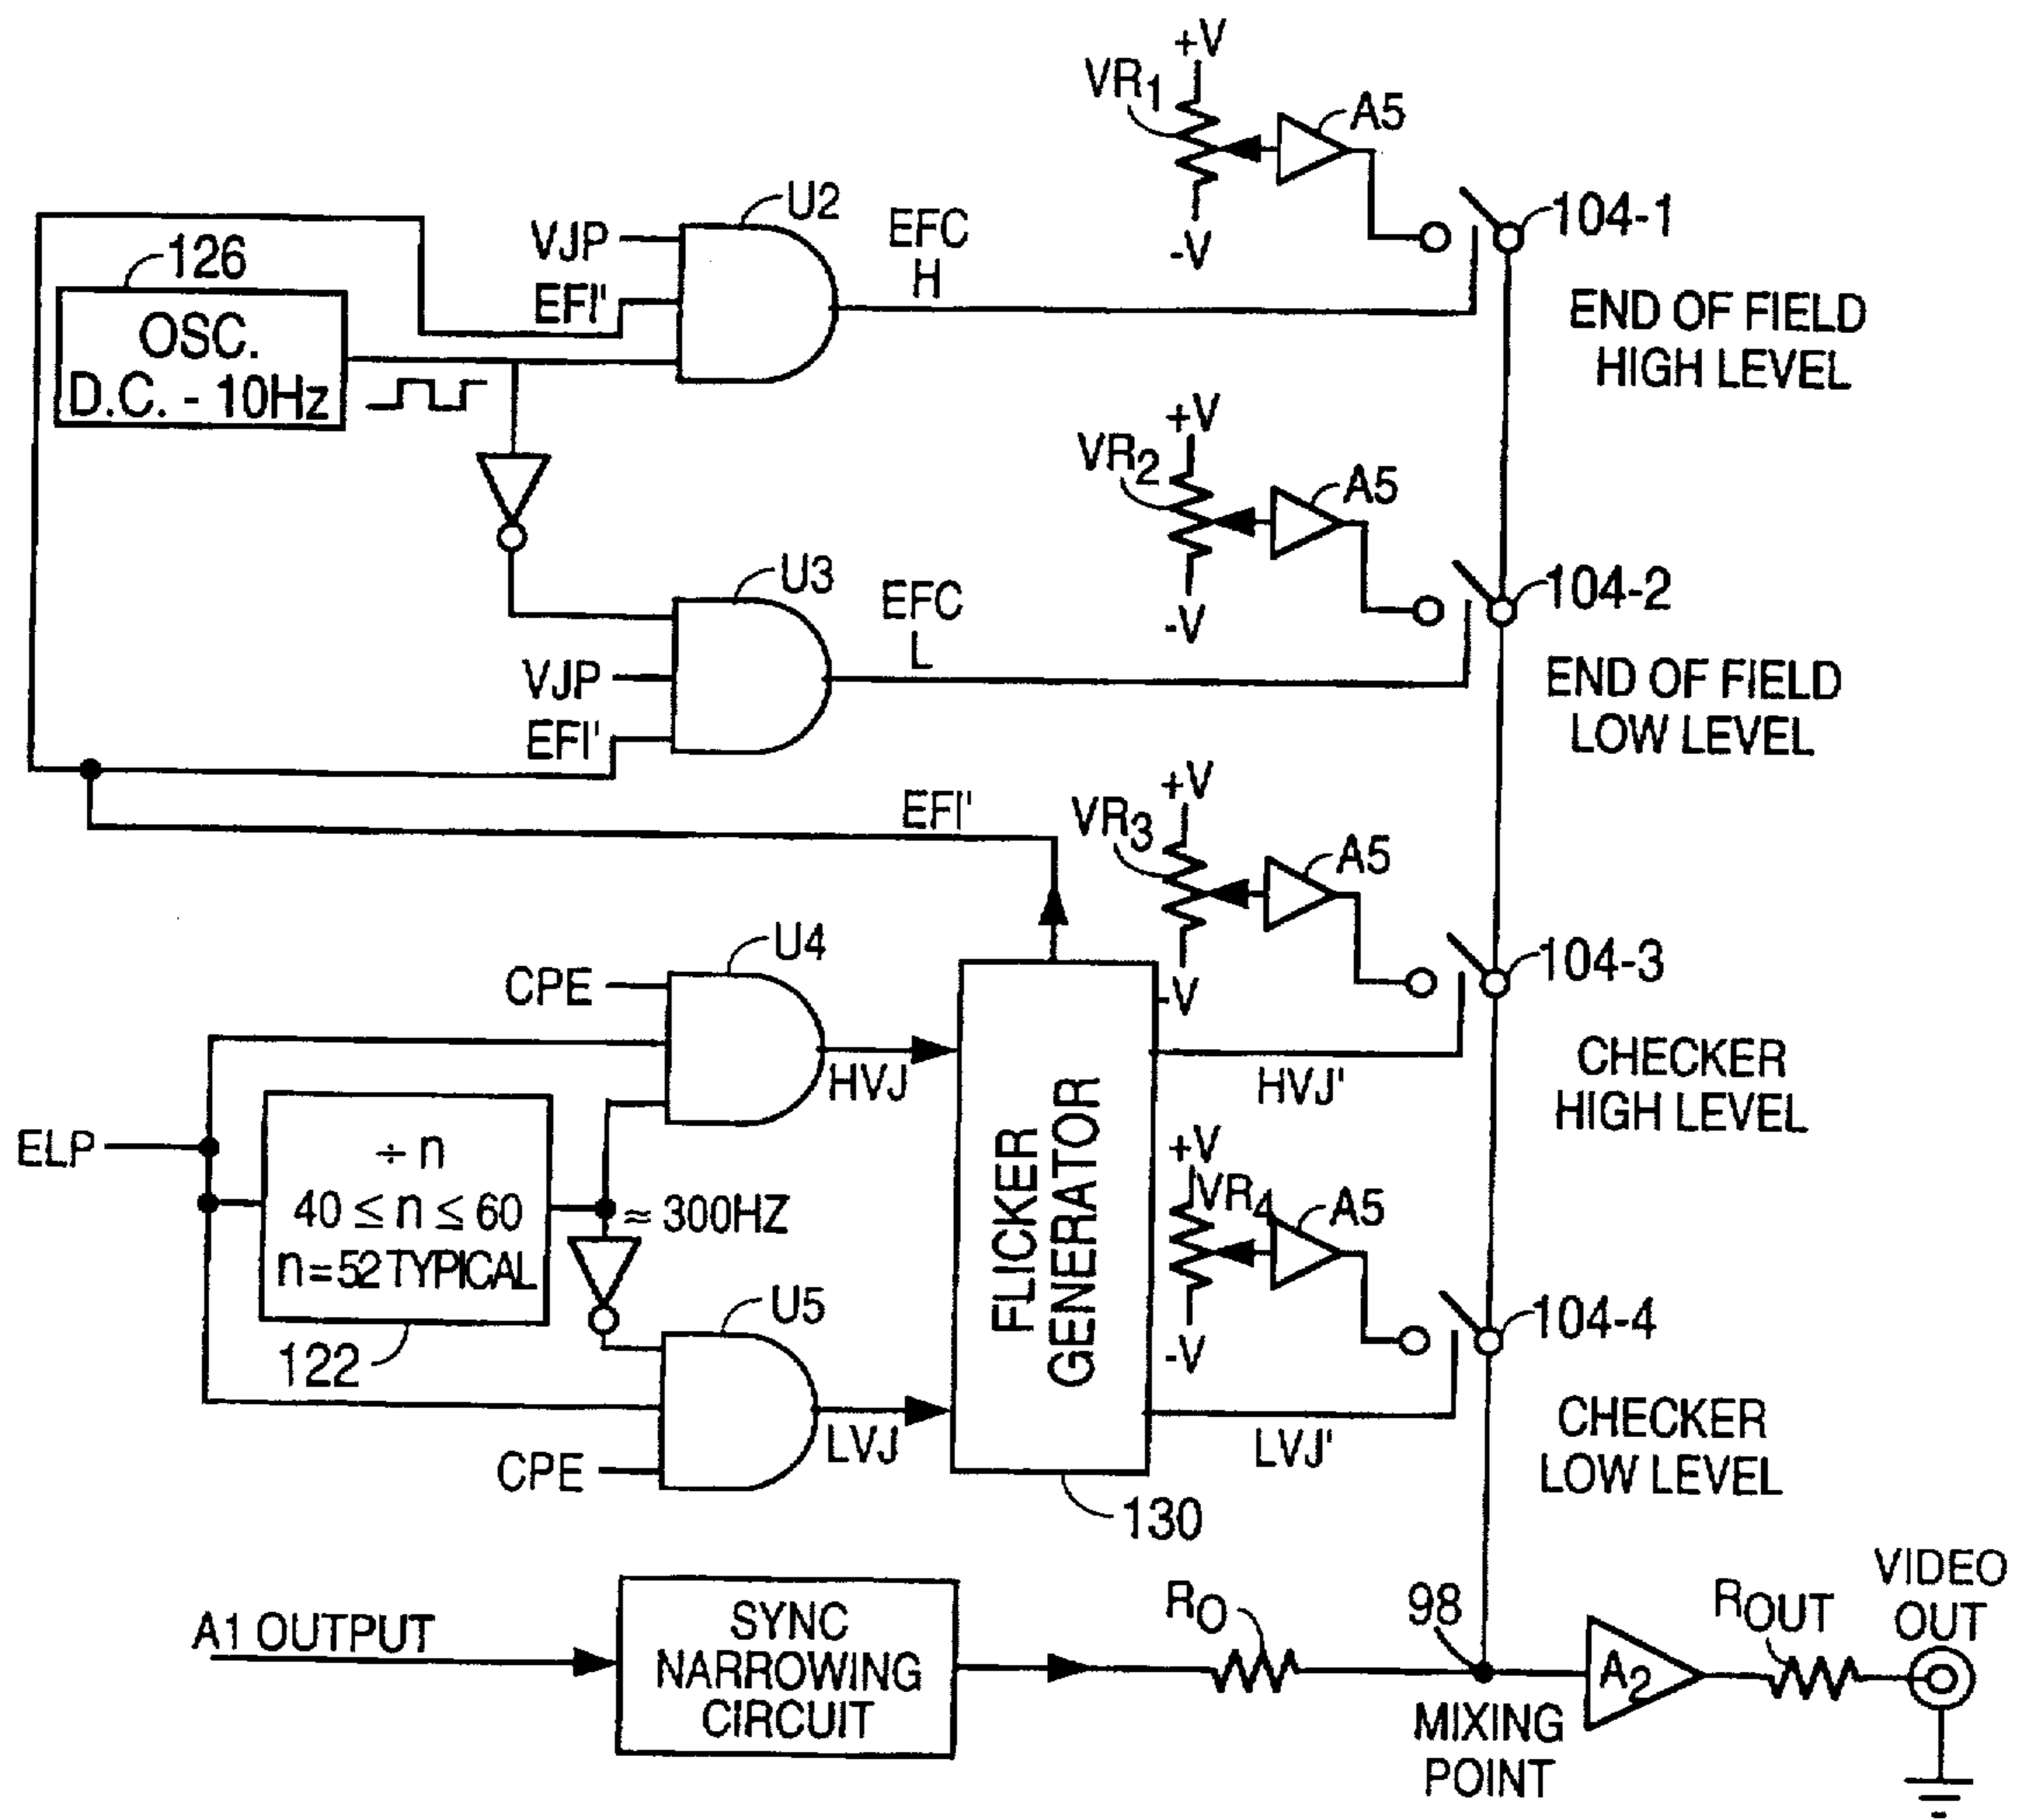 +V
VR1
A5
-V
104-1
END OF FIELD
HIGH LEVEL
U2
VJP
EFI'
EFC
H
126
OSC.
D.C. - 10Hz
+V
VR2
A5
-V
104-2
END OF FIELD
LOW LEVEL
U3
VJP
EFI'
EFC
L
EFI'
+V
VR3
A5
-V
104-3
CHECKER
HIGH LEVEL
U4
CPE
HVJ
HVJ'
ELP
÷ n
40 ≤ n ≤ 60
n = 52 TYPICAL
122
≈ 300HZ
FLICKER
GENERATOR
130
+V
VR4
A5
-V
104-4
CHECKER
LOW LEVEL
U5
CPE
LVJ
LVJ'
A1 OUTPUT
SYNC
NARROWING
CIRCUIT
RO
98
MIXING
POINT
A2
ROUT
VIDEO
OUT